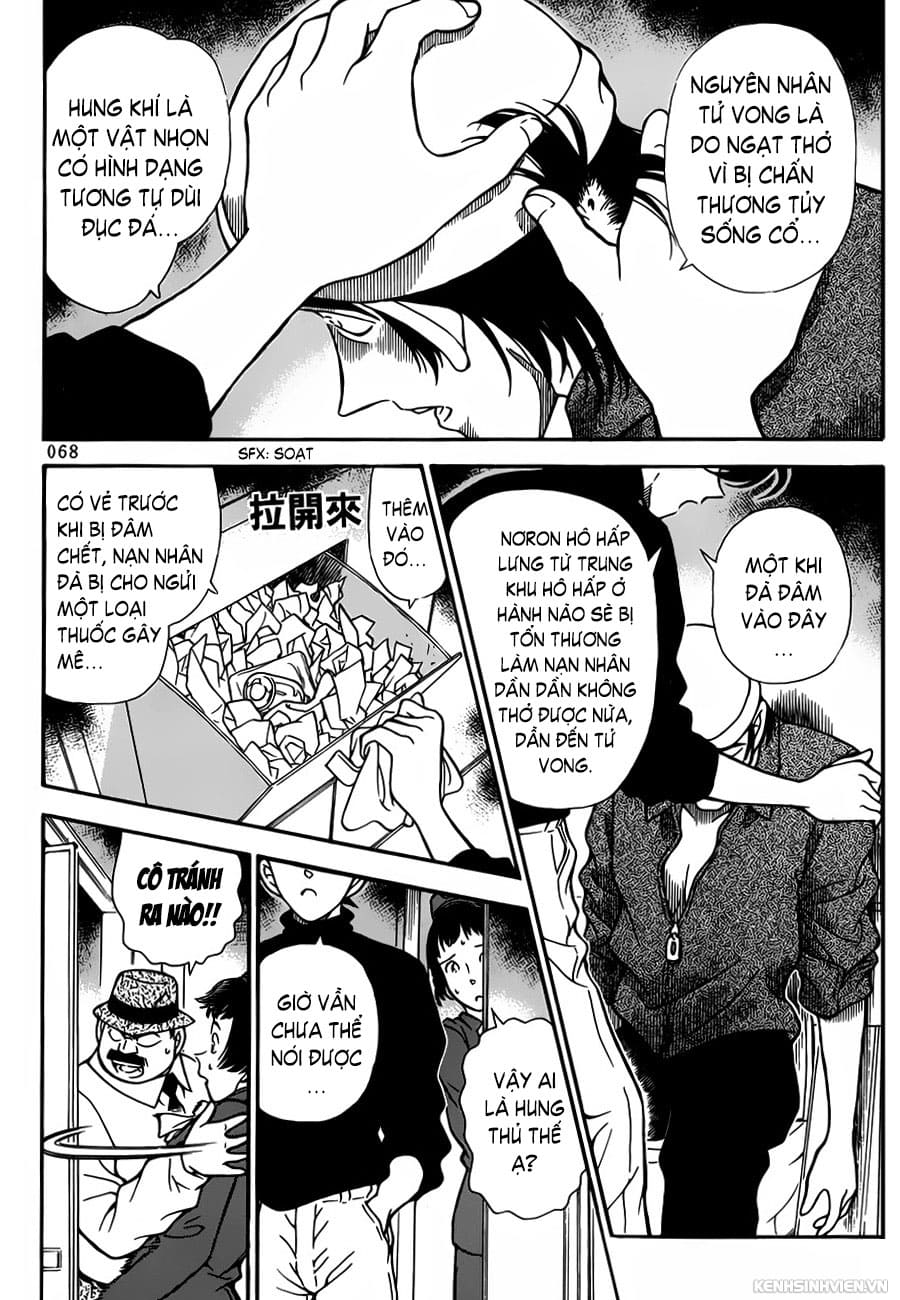 NGUYÊN NHÂN
TỬ VONG LÀ
DO NGẠT THỞ
VÌ BỊ CHẤN
THƯƠNG TỦY
SỐNG CỔ...
HUNG KHÍ LÀ
MỘT VẬT NHỌN
CÓ HÌNH DẠNG
TƯƠNG TỰ DÙI
ĐỤC ĐÁ...
068
SFX: SOẠT
MỘT KHI
ĐÃ ĐÂM
VÀO ĐÂY
...
NƠRON HÔ HẤP
LƯNG TỪ TRUNG
KHU HÔ HẤP Ở
HÀNH NÃO SẼ BỊ
TỔN THƯƠNG
LÀM NẠN NHÂN
DẦN DẦN KHÔNG
THỞ ĐƯỢC NỮA,
DẪN ĐẾN TỬ
VONG.
THÊM
VÀO
ĐÓ...
拉開來
CÓ VẺ TRƯỚC
KHI BỊ ĐÂM
CHẾT, NẠN NHÂN
ĐÃ BỊ CHO NGỬI
MỘT LOẠI
THUỐC GÂY
MÊ...
VẬY AI
LÀ HUNG
THỦ THẾ
Ạ?
GIỜ VẪN
CHƯA THỂ
NÓI ĐƯỢC
...
CÔ TRÁNH
RA NÀO!!
KENHSINHVIEN.VN